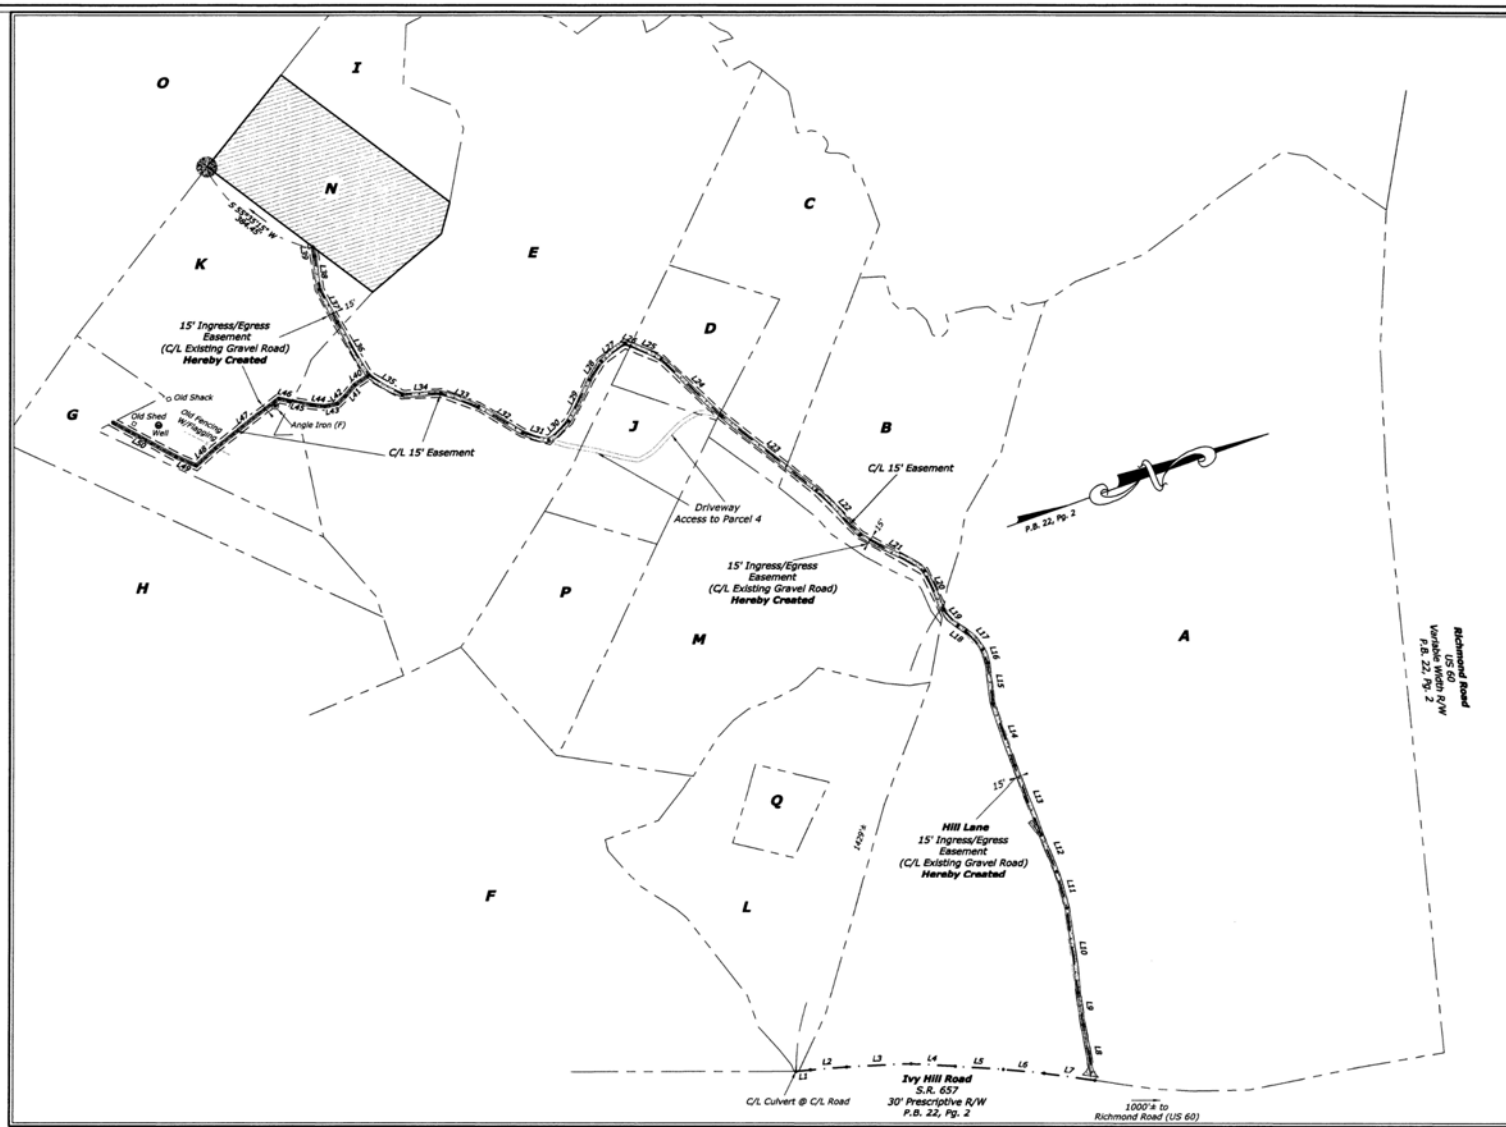 O
I
N
S 55°35'15" W
384.45'
K
C
E
L39
L38
L37
15'
15' Ingress/Egress
Easement
(C/L Existing Gravel Road)
Hereby Created
L36
D
L26
L25
L27
L28
L24
L29
L30
L31
L32
L33
L34
L35
L40
L41
L42
L43
L44
L45
L46
L47
L48
L49
L50
Old Shack
Old Shed
Well
Old Fencing
W/Flagging
Angle Iron (F)
G
J
B
C/L 15' Easement
C/L 15' Easement
L23
L22
15'
L21
L20
Driveway
Access to Parcel 4
P.B. 22, Pg. 2
N
15' Ingress/Egress
Easement
(C/L Existing Gravel Road)
Hereby Created
H
P
M
A
L19
L18
L17
L16
L15
L14
Richmond Road
US 60
Variable Width R/W
P.B. 22, Pg. 2
15'
L13
Q
Hill Lane
15' Ingress/Egress
Easement
(C/L Existing Gravel Road)
Hereby Created
1429'±
L12
L11
F
L
L10
L9
L8
L1
L2
L3
L4
L5
L6
L7
C/L Culvert @ C/L Road
Ivy Hill Road
S.R. 657
30' Prescriptive R/W
P.B. 22, Pg. 2
1000'± to
Richmond Road (US 60)